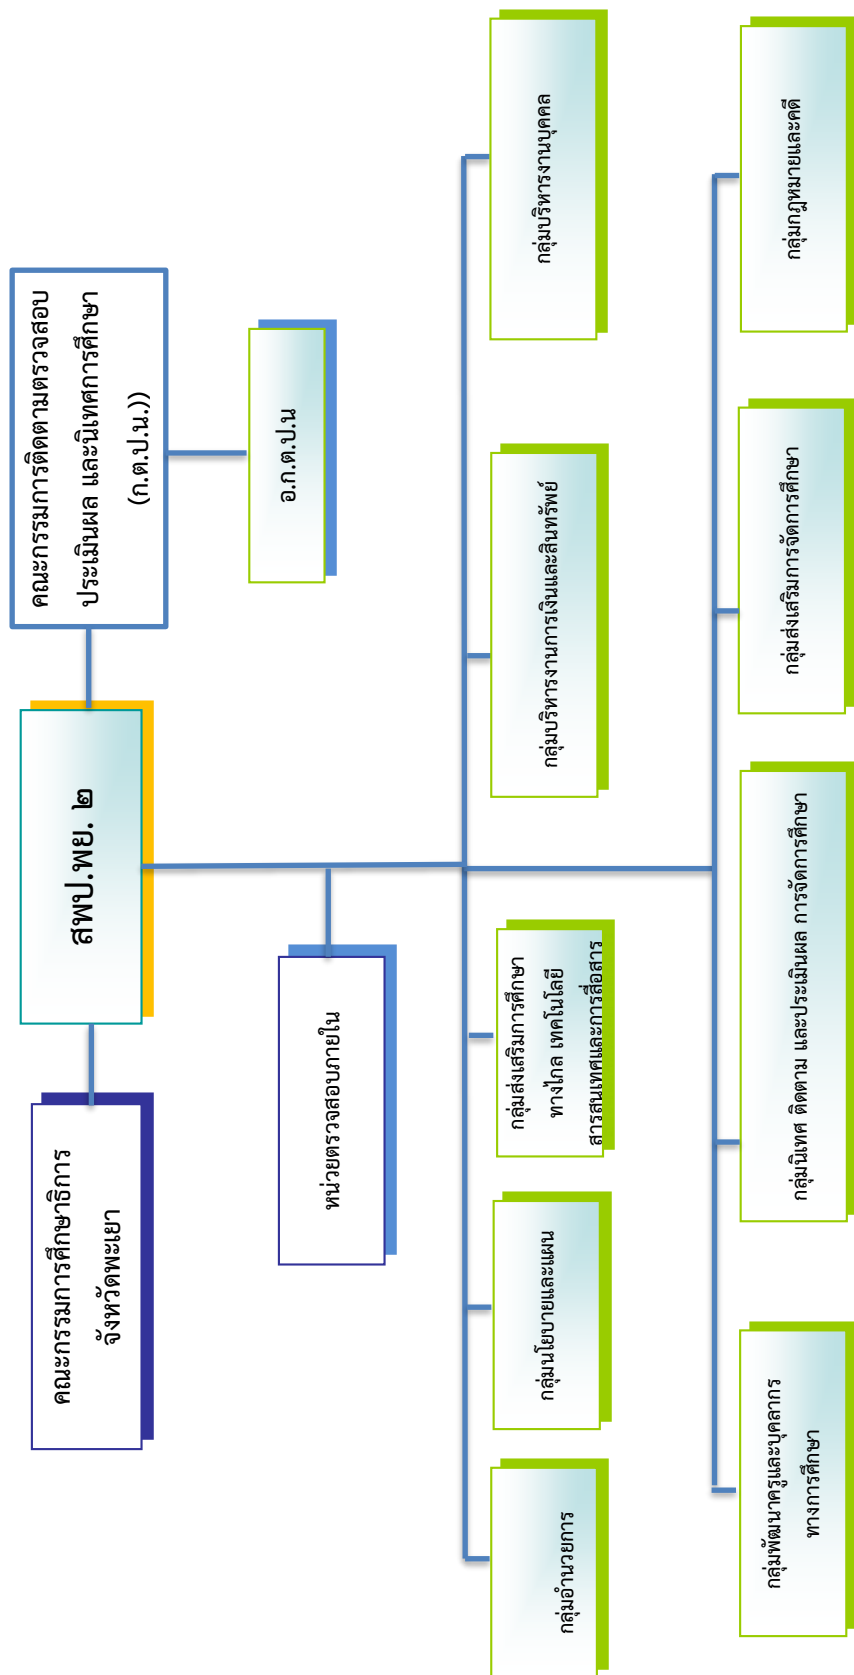 คณะกรรมการศึกษาธิการ
จังหวัดพะเยา
สพป.พย. ๒
คณะกรรมการติดตามตรวจสอบ
ประเมินผล และนิเทศการศึกษา
(ก.ต.ป.น.))
อ.ก.ต.ป.น
หน่วยตรวจสอบภายใน
กลุ่มอำนวยการ
กลุ่มนโยบายและแผน
กลุ่มส่งเสริมการศึกษา
ทางไกล เทคโนโลยี
สารสนเทศและการสื่อสาร
กลุ่มบริหารงานการเงินและสินทรัพย์
กลุ่มบริหารงานบุคคล
กลุ่มพัฒนาครูและบุคลากร
ทางการศึกษา
กลุ่มนิเทศ ติดตาม และประเมินผล การจัดการศึกษา
กลุ่มส่งเสริมการจัดการศึกษา
กลุ่มกฎหมายและคดี